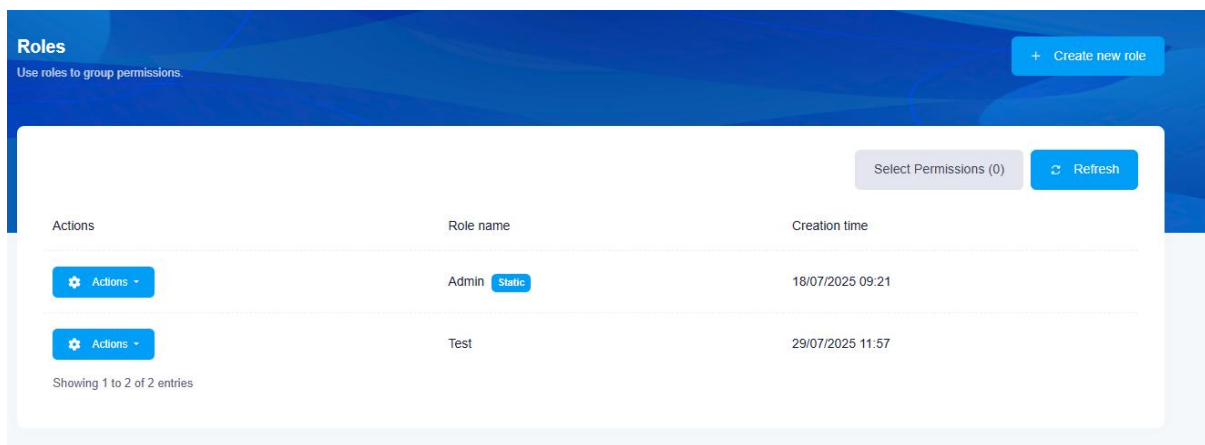 Roles
Use roles to group permissions.
+ Create new role
Select Permissions (0)
Refresh
Actions Role name Creation time
Actions Admin Static 18/07/2025 09:21
Actions Test 29/07/2025 11:57
Showing 1 to 2 of 2 entries